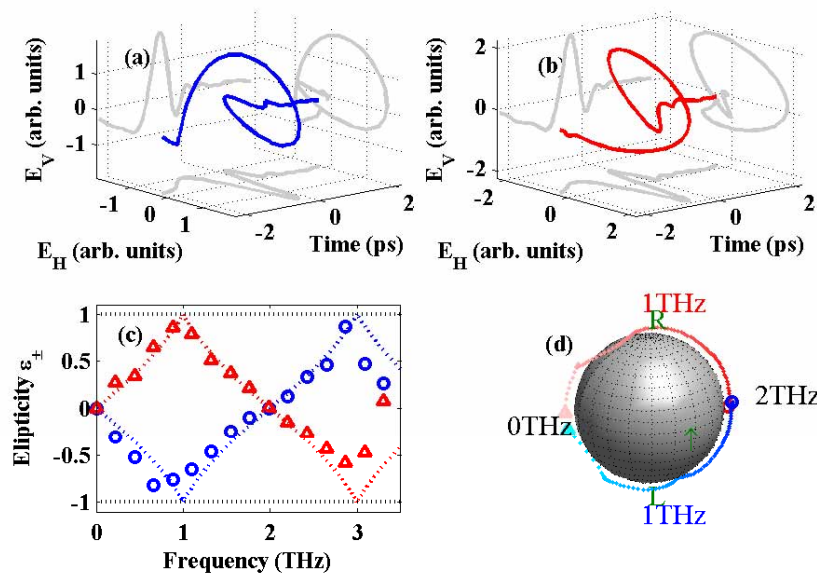 (a)
E_V (arb. units)
1
0
-1
-1
0
1
E_H (arb. units)
-2
0
2
Time (ps)
(b)
E_V (arb. units)
2
0
-2
-2
0
2
E_H (arb. units)
-2
0
2
Time (ps)
(c)
Elipticity ε±
1
0.5
0
-0.5
-1
0
1
2
3
Frequency (THz)
(d)
1THz
R
2THz
0THz
↑
L
1THz